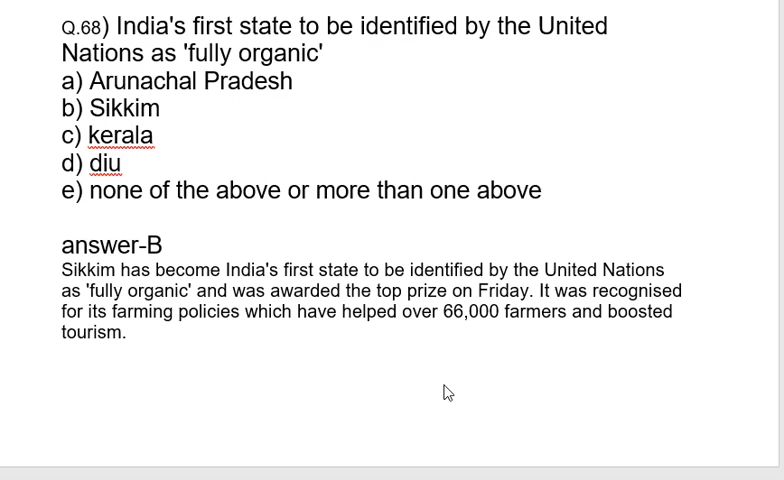 Q.68) India's first state to be identified by the United
Nations as 'fully organic'
a) Arunachal Pradesh
b) Sikkim
c) kerala
d) diu
e) none of the above or more than one above
answer-B
Sikkim has become India's first state to be identified by the United Nations
as 'fully organic' and was awarded the top prize on Friday. It was recognised
for its farming policies which have helped over 66,000 farmers and boosted
tourism.